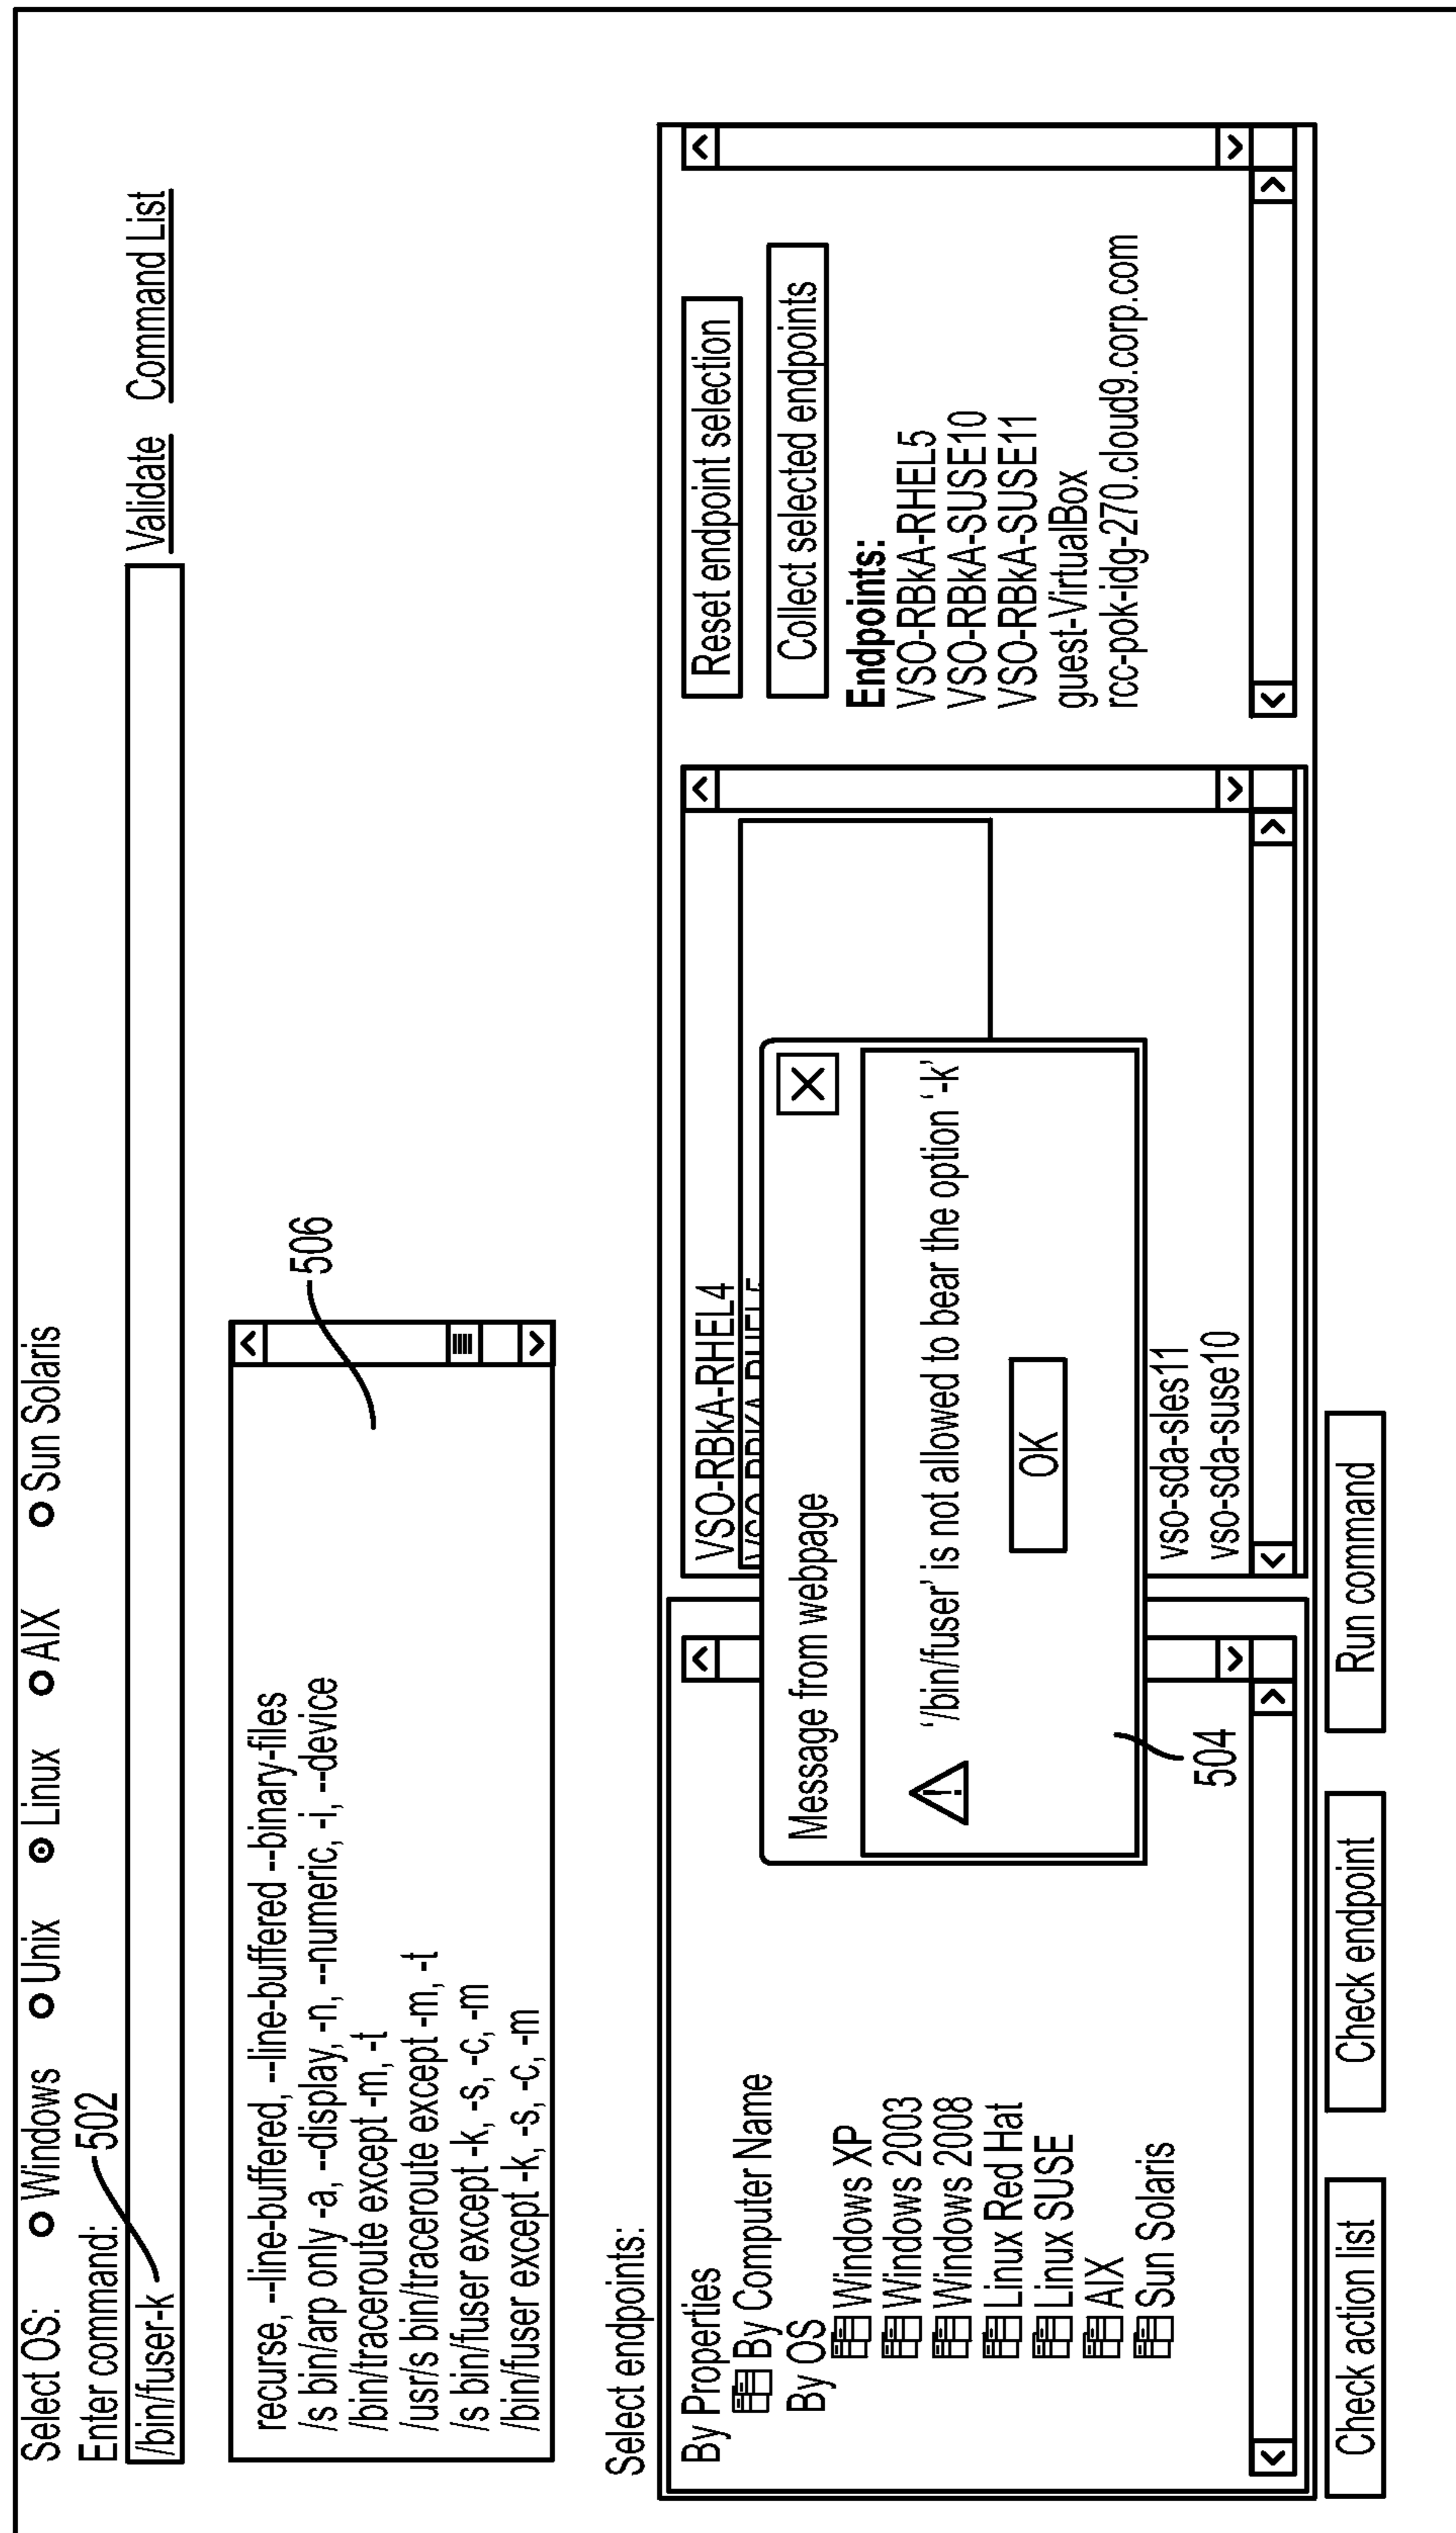 Select OS: Windows Unix Linux AIX Sun Solaris
Enter command:
502
/bin/fuser-k
Validate Command List
506
recurse, --line-buffered, --line-buffered --binary-files
/s bin/arp only -a, --display, -n, --numeric, -i, --device
/bin/traceroute except -m, -t
/usr/s bin/traceroute except -m, -t
/s bin/fuser except -k, -s, -c, -m
/bin/fuser except -k, -s, -c, -m
Select endpoints:
By Properties
By Computer Name
By OS
Windows XP
Windows 2003
Windows 2008
Linux Red Hat
Linux SUSE
AIX
Sun Solaris
VSO-RBkA-RHEL4
Message from webpage
'/bin/fuser' is not allowed to bear the option '-k'
OK
504
vso-sda-sles11
vso-sda-suse10
Reset endpoint selection
Collect selected endpoints
Endpoints:
VSO-RBkA-RHEL5
VSO-RBkA-SUSE10
VSO-RBkA-SUSE11
guest-VirtualBox
rcc-pok-idg-270.cloud9.corp.com
Check action list
Check endpoint
Run command